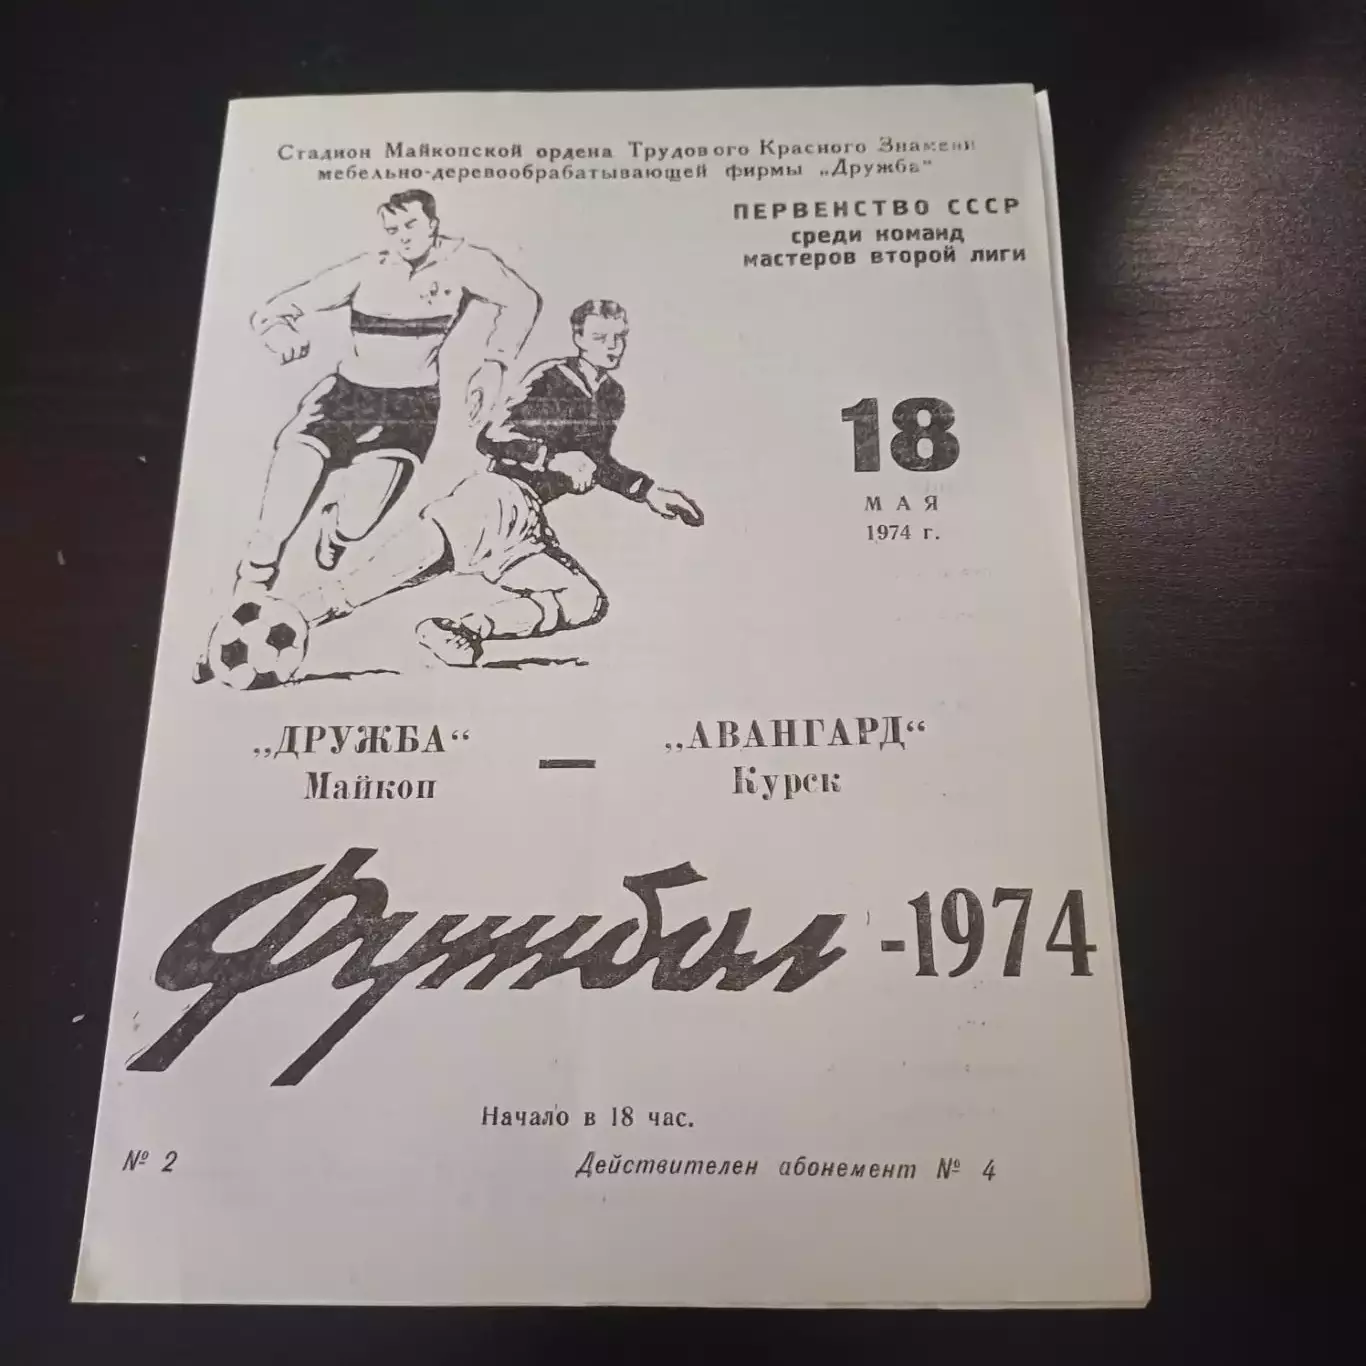 Стадион Майкопской ордена Трудового Красного Знамени
мебельно-деревообрабатывающей фирмы „Дружба"
ПЕРВЕНСТВО СССР
среди команд
мастеров второй лиги
18
МАЯ
1974 г.
„ДРУЖБА“ — „АВАНГАРД“
Майкоп Курск
Футбол -1974
Начало в 18 час.
№ 2 Действителен абонемент № 4